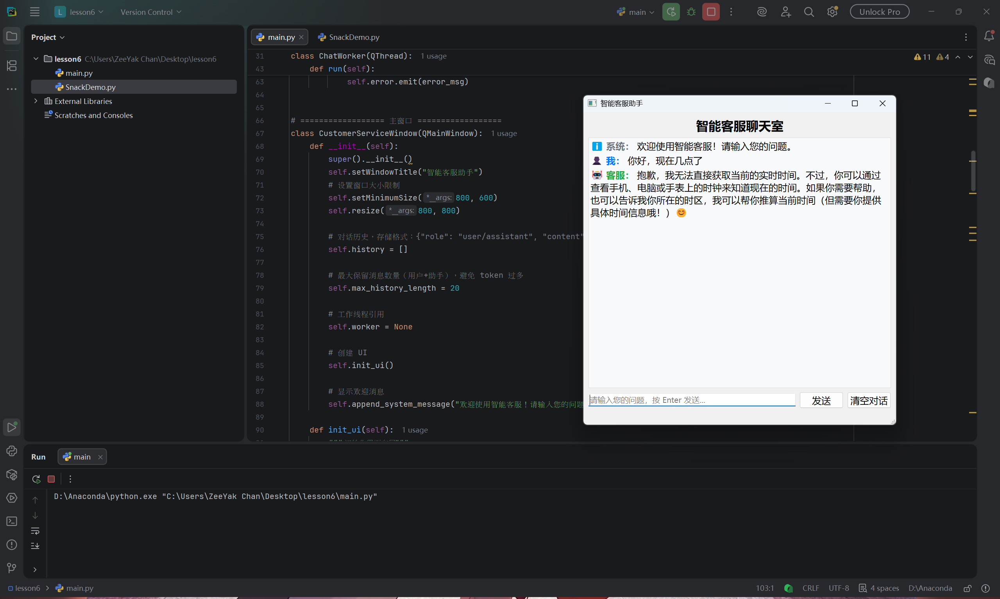 PC
L lesson6
Version Control
main
Unlock Pro
Project
lesson6 C:\Users\ZeeYak Chan\Desktop\lesson6
main.py
SnackDemo.py
External Libraries
Scratches and Consoles
main.py
SnackDemo.py
11 4
31 class ChatWorker(QThread): 1 usage
43 def run(self):
63 self.error.emit(error_msg)
64
65
66 # ================== 主窗口 ==================
67 class CustomerServiceWindow(QMainWindow): 1 usage
68 def __init__(self):
69 super().__init__()
70 self.setWindowTitle("智能客服助手")
71 # 设置窗口大小限制
72 self.setMinimumSize( *__args: 800, 600)
73 self.resize( *__args: 800, 800)
74
75 # 对话历史，存储格式：{"role": "user/assistant", "content"
76 self.history = []
77
78 # 最大保留消息数量（用户+助手），避免 token 过多
79 self.max_history_length = 20
80
81 # 工作线程引用
82 self.worker = None
83
84 # 创建 UI
85 self.init_ui()
86
87 # 显示欢迎消息
88 self.append_system_message("欢迎使用智能客服！请输入您的问题
89
90 def init_ui(self): 1 usage
智能客服助手
智能客服聊天室
系统： 欢迎使用智能客服！请输入您的问题。
我： 你好，现在几点了
客服： 抱歉，我无法直接获取当前的实时时间。不过，你可以通过
查看手机、电脑或手表上的时钟来知道现在的时间。如果你需要帮助，
也可以告诉我你所在的时区，我可以帮你推算当前时间（但需要你提供
具体时间信息哦！）😊
请输入您的问题，按 Enter 发送...
发送
清空对话
Run
main
D:\Anaconda\python.exe "C:\Users\ZeeYak Chan\Desktop\lesson6\main.py"
lesson6 > main.py
103:1
CRLF
UTF-8
4 spaces
D:\Anaconda